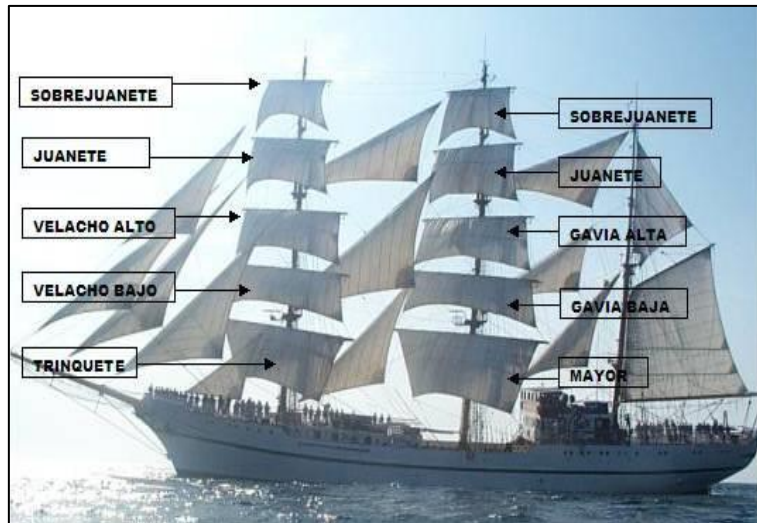 SOBREJUANETE
JUANETE
VELACHO ALTO
VELACHO BAJO
TRINQUETE
SOBREJUANETE
JUANETE
GAVIA ALTA
GAVIA BAJA
MAYOR